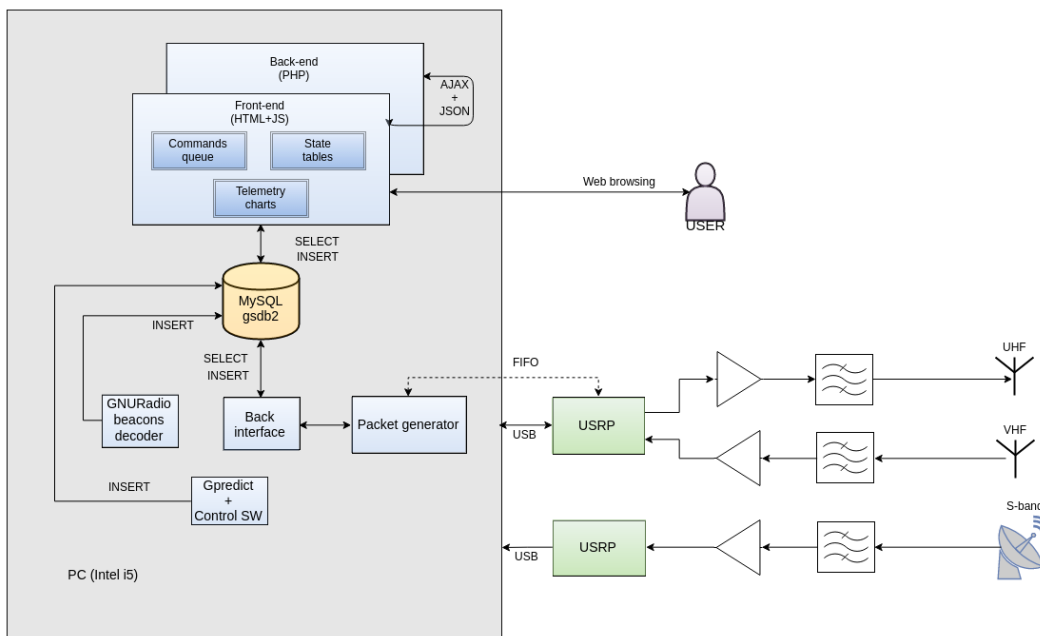 Back-end
(PHP)
AJAX
+
JSON
Front-end
(HTML+JS)
Commands
queue
State
tables
Telemetry
charts
Web browsing
USER
SELECT
INSERT
MySQL
gsdb2
INSERT
SELECT
INSERT
FIFO
UHF
GNURadio
beacons
decoder
Back
interface
Packet generator
USB
USRP
VHF
INSERT
Gpredict
+
Control SW
S-band
USB
USRP
PC (Intel i5)